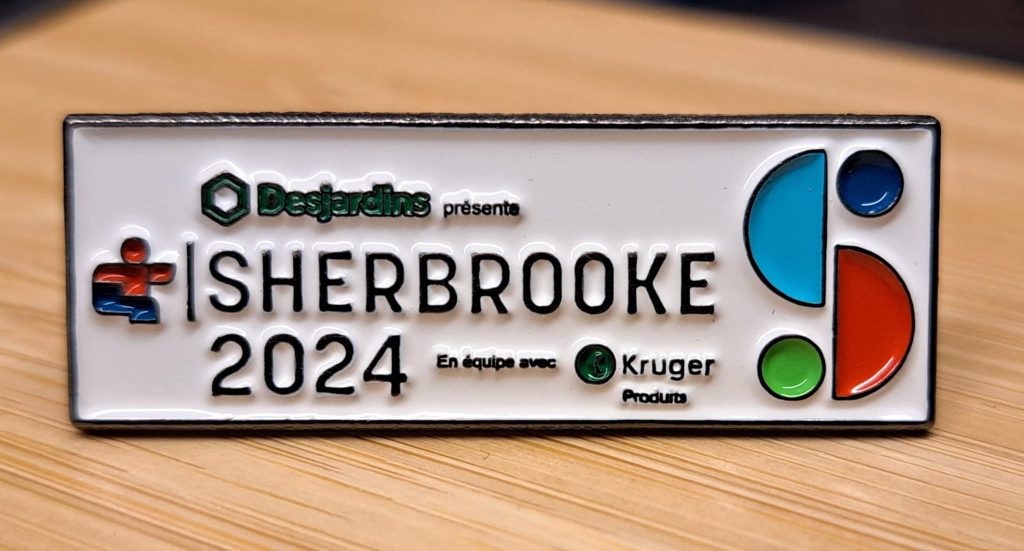 Desjardins présente
SHERBROOKE
2024
En équipe avec Kruger
Produits